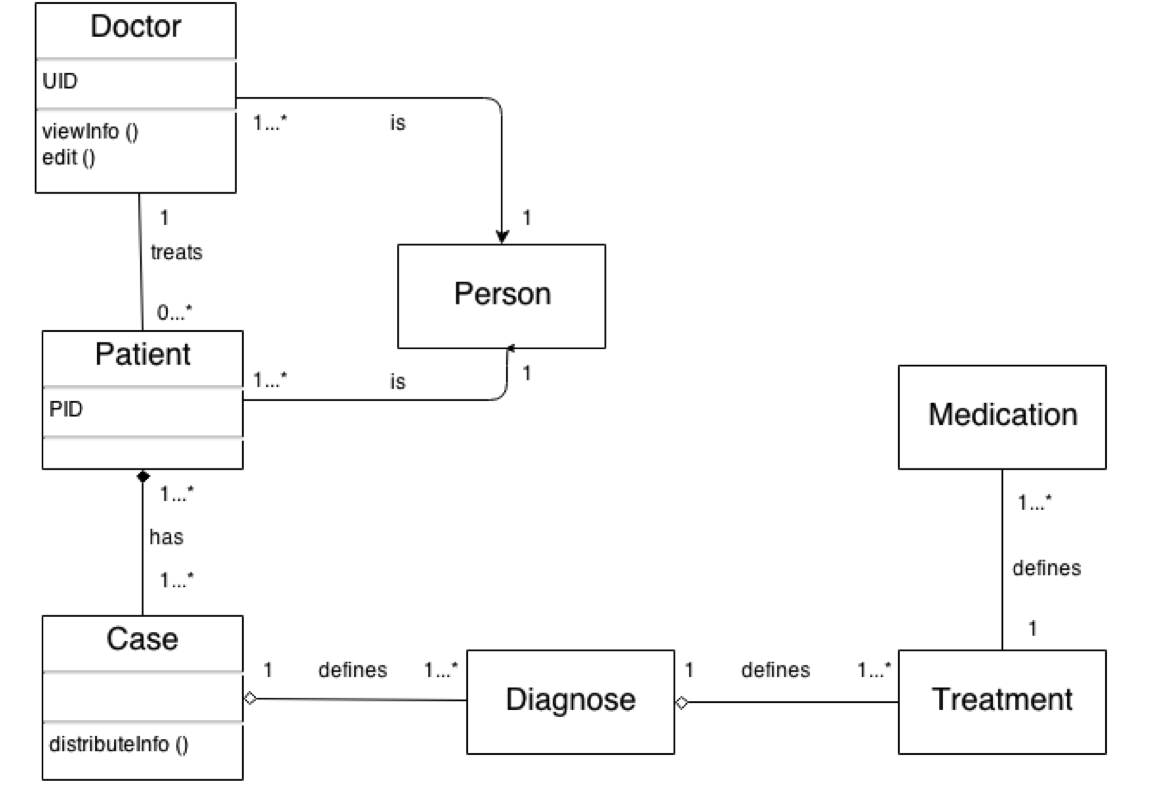 Doctor
UID
viewInfo ()
edit ()
1...*
is
1
1
treats
0...*
Person
Patient
PID
1...*
is
1
1...*
has
1...*
Medication
1...*
defines
1
Case
distributeInfo ()
1
defines
1...*
Diagnose
1
defines
1...*
Treatment